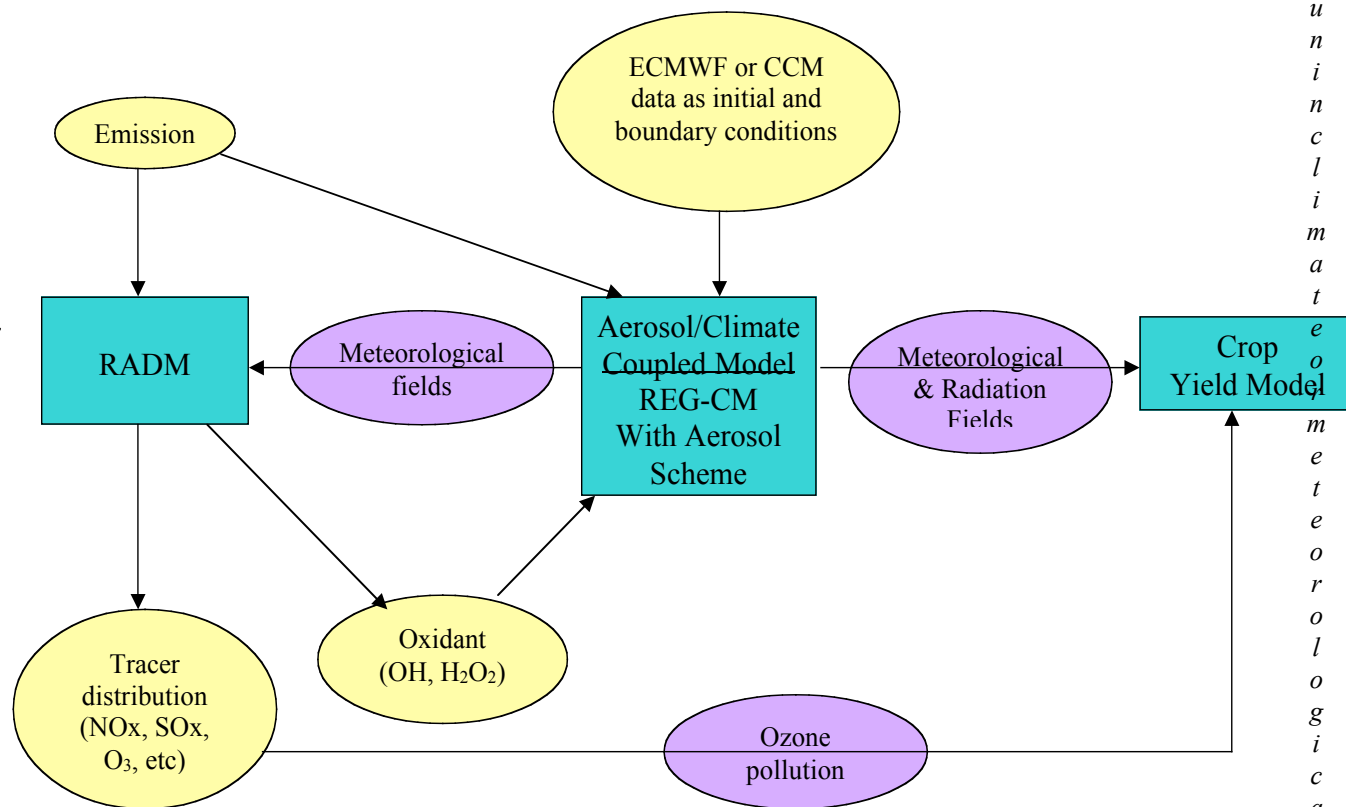 ECMWF or CCM
data as initial and
boundary conditions
Emission
RADM
Meteorological
fields
Aerosol/Climate
Coupled Model
REG-CM
With Aerosol
Scheme
Meteorological
& Radiation
Fields
Crop
Yield Model
Tracer
distribution
(NOx, SOx,
O₃, etc)
Oxidant
(OH, H₂O₂)
Ozone
pollution
u
n
i
n
c
l
i
m
a
t
e
o
r
m
e
t
e
o
r
o
l
o
g
i
c
a